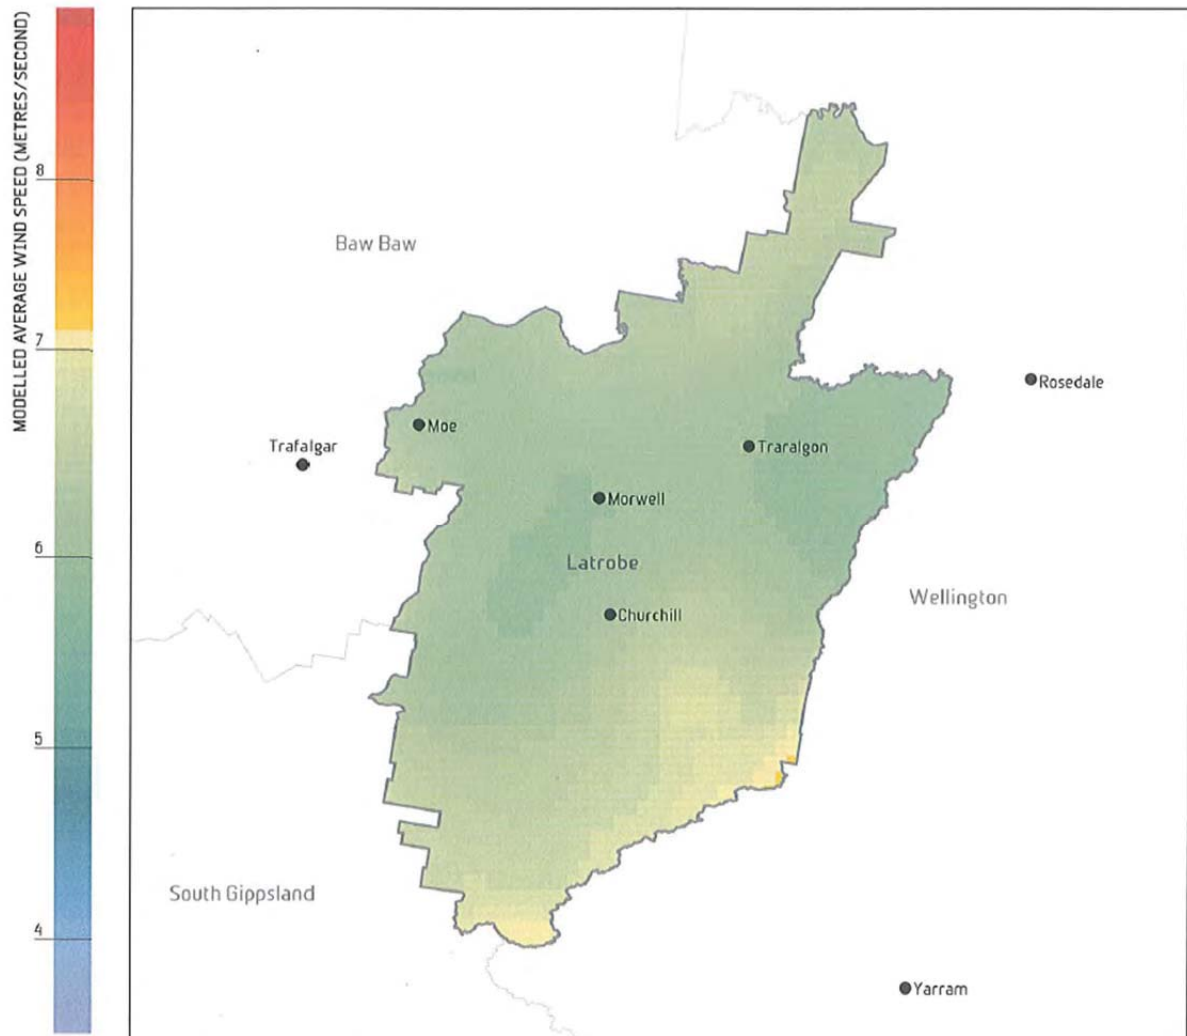 MODELLED AVERAGE WIND SPEED (METRES/SECOND)
8
7
6
5
4
Baw Baw
Rosedale
Moe
Trafalgar
Traralgon
Morwell
Latrobe
Wellington
Churchill
South Gippsland
Yarram